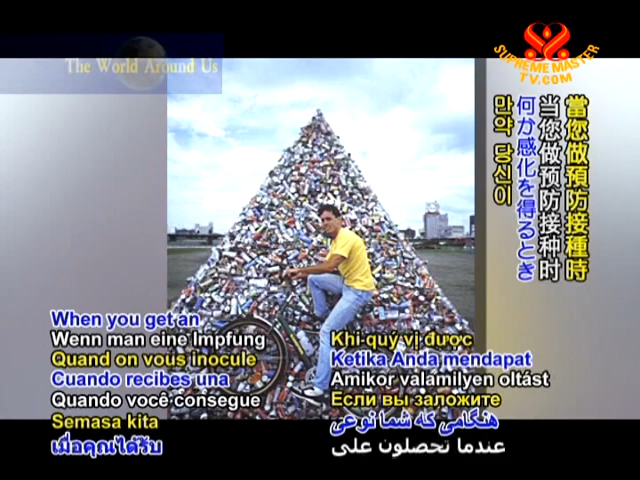 The World Around Us
SUPREME MASTER
TV.COM
當您做預防接種時
当您做预防接种时
何か感化を得るとき
만약 당신이
When you get an
Wenn man eine Impfung
Quand on vous inocule
Cuando recibes una
Quando você consegue
Semasa kita
เมื่อคุณได้รับ
Khi quý vị được
Ketika Anda mendapat
Amikor valamilyen oltást
Если вы заложите
هنگامی که شما نوعی
عندما تحصلون على